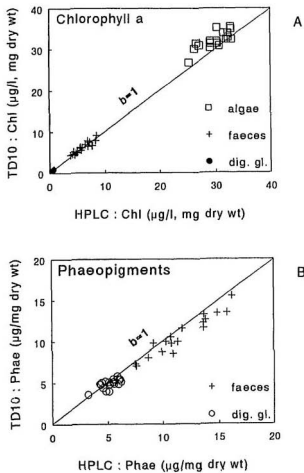 Chlorophyll a
A
TD10 : Chl (µg/l, mg dry wt)
40
30
20
10
0
b=1
□ algae
+ faeces
● dig. gl.
0 10 20 30 40
HPLC : Chl (µg/l, mg dry wt)
Phaeopigments
B
TD10 : Phae (µg/mg dry wt)
20
15
10
5
0
b=1
+ faeces
○ dig. gl.
0 5 10 15 20
HPLC : Phae (µg/mg dry wt)